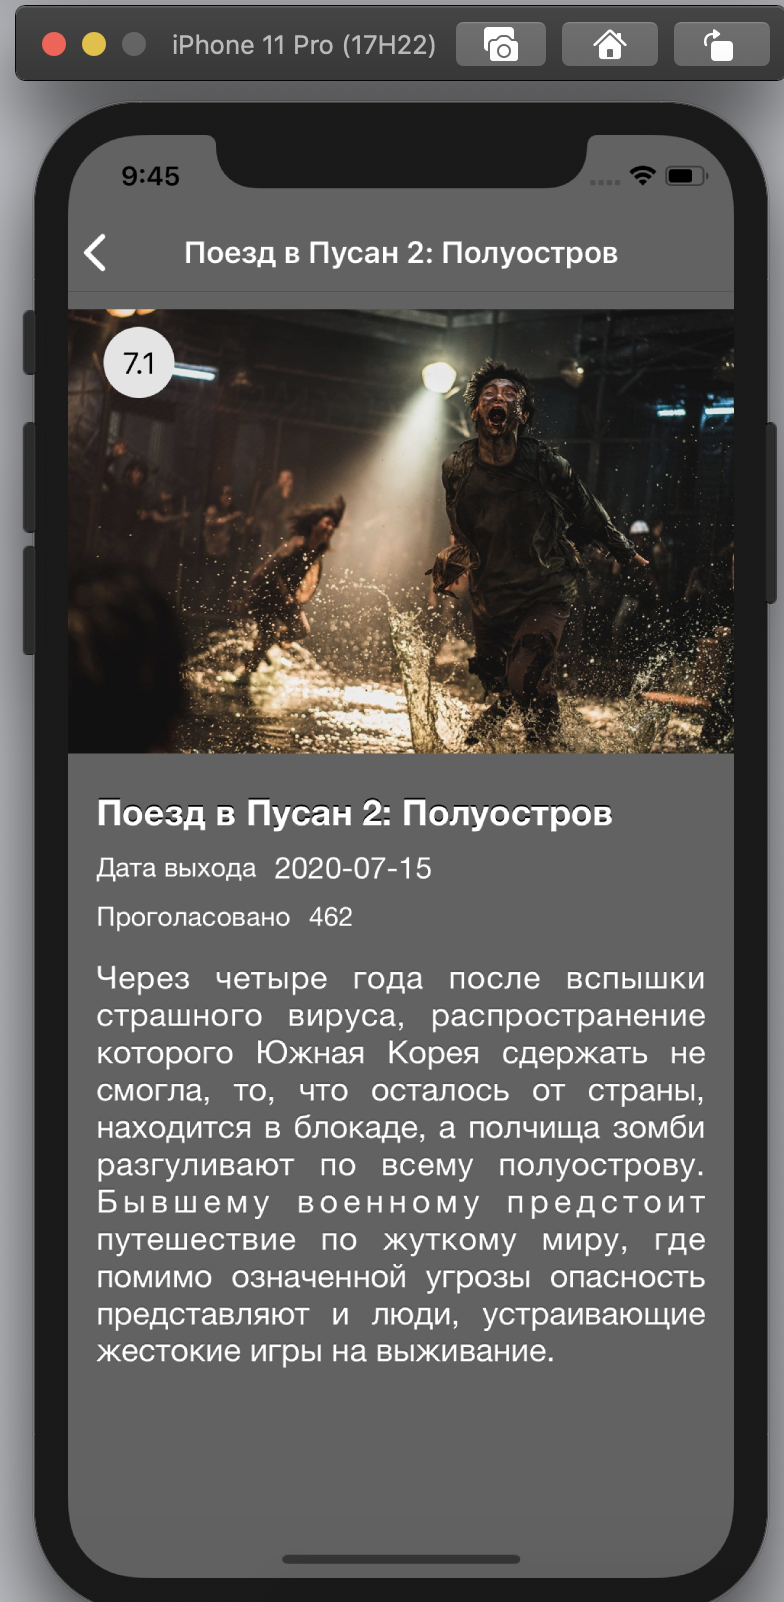 iPhone 11 Pro (17H22)
9:45
Поезд в Пусан 2: Полуостров
7.1
Поезд в Пусан 2: Полуостров
Дата выхода 2020-07-15
Проголасовано 462
Через четыре года после вспышки
страшного вируса, распространение
которого Южная Корея сдержать не
смогла, то, что осталось от страны,
находится в блокаде, а полчища зомби
разгуливают по всему полуострову.
Бывшему военному предстоит
путешествие по жуткому миру, где
помимо означенной угрозы опасность
представляют и люди, устраивающие
жестокие игры на выживание.